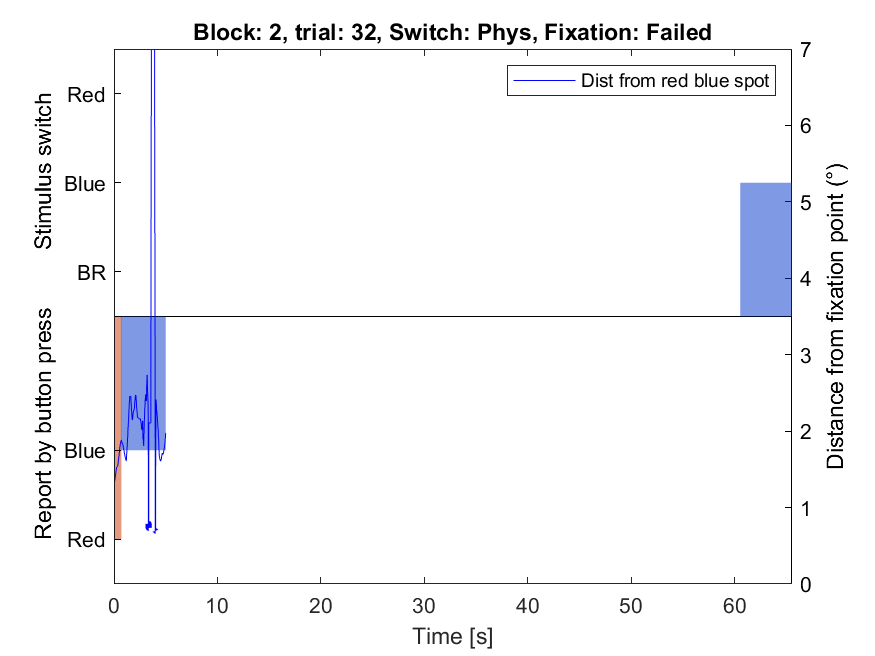 Block: 2, trial: 32, Switch: Phys, Fixation: Failed
Dist from red blue spot
Stimulus switch
Red
Blue
BR
Report by button press
Blue
Red
7
6
5
4
3
2
1
0
Distance from fixation point (°)
0 10 20 30 40 50 60
Time [s]